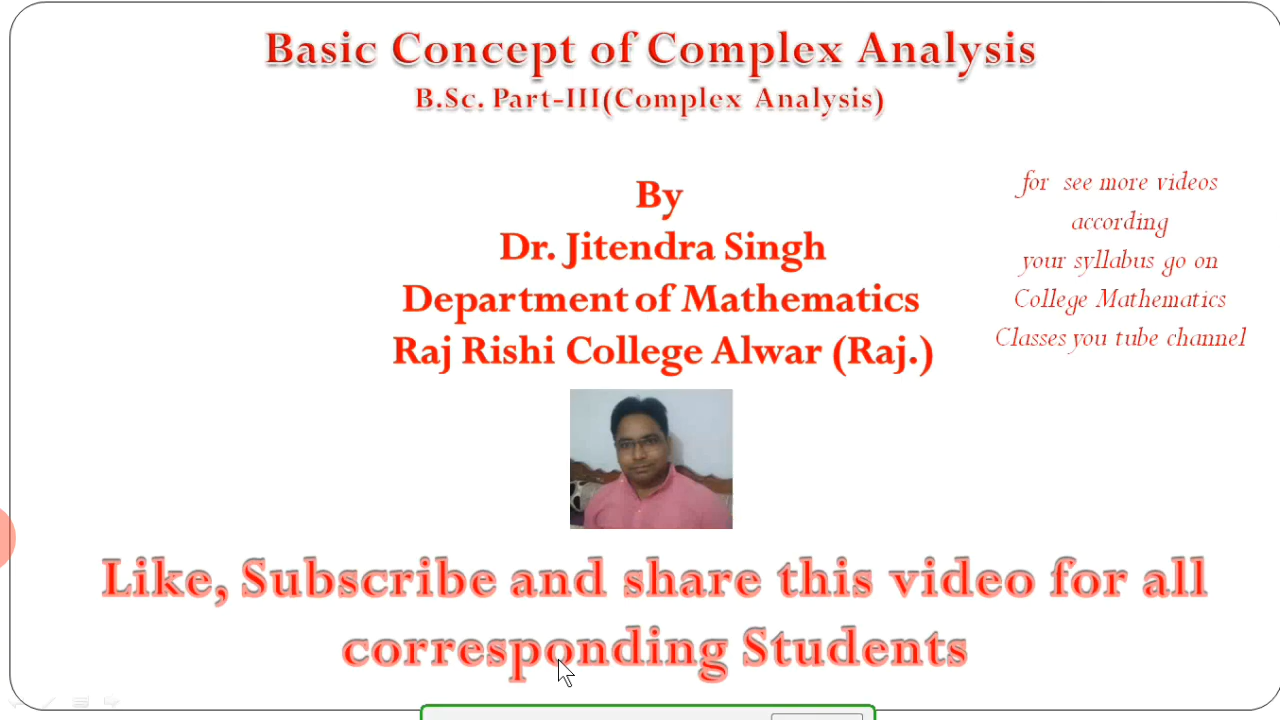 Basic Concept of Complex Analysis
B.Sc. Part-III(Complex Analysis)
By
Dr. Jitendra Singh
Department of Mathematics
Raj Rishi College Alwar (Raj.)
for see more videos
according
your syllabus go on
College Mathematics
Classes you tube channel
Like, Subscribe and share this video for all
corresponding Students